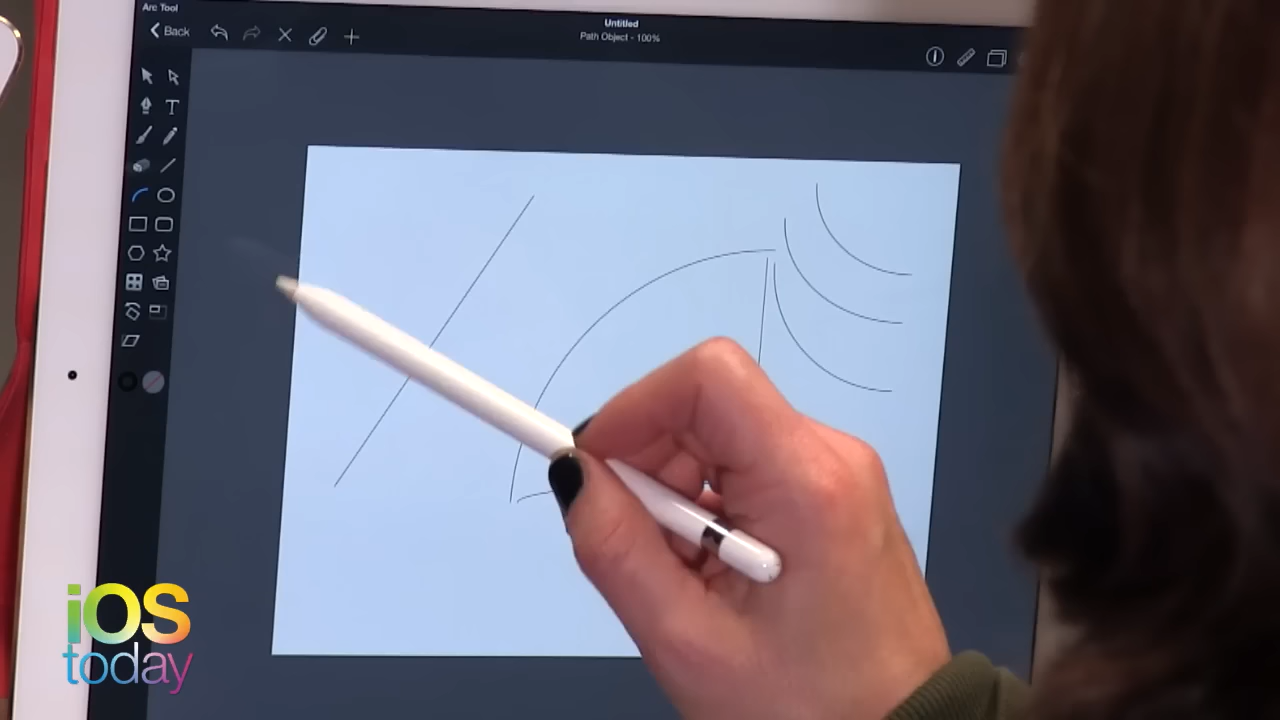 Arc Tool
Back
Untitled
Path Object - 100%
T
iOS
today